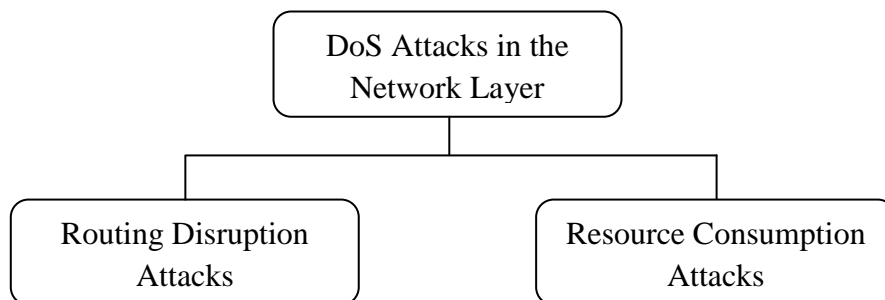 DoS Attacks in the
Network Layer
Routing Disruption
Attacks
Resource Consumption
Attacks